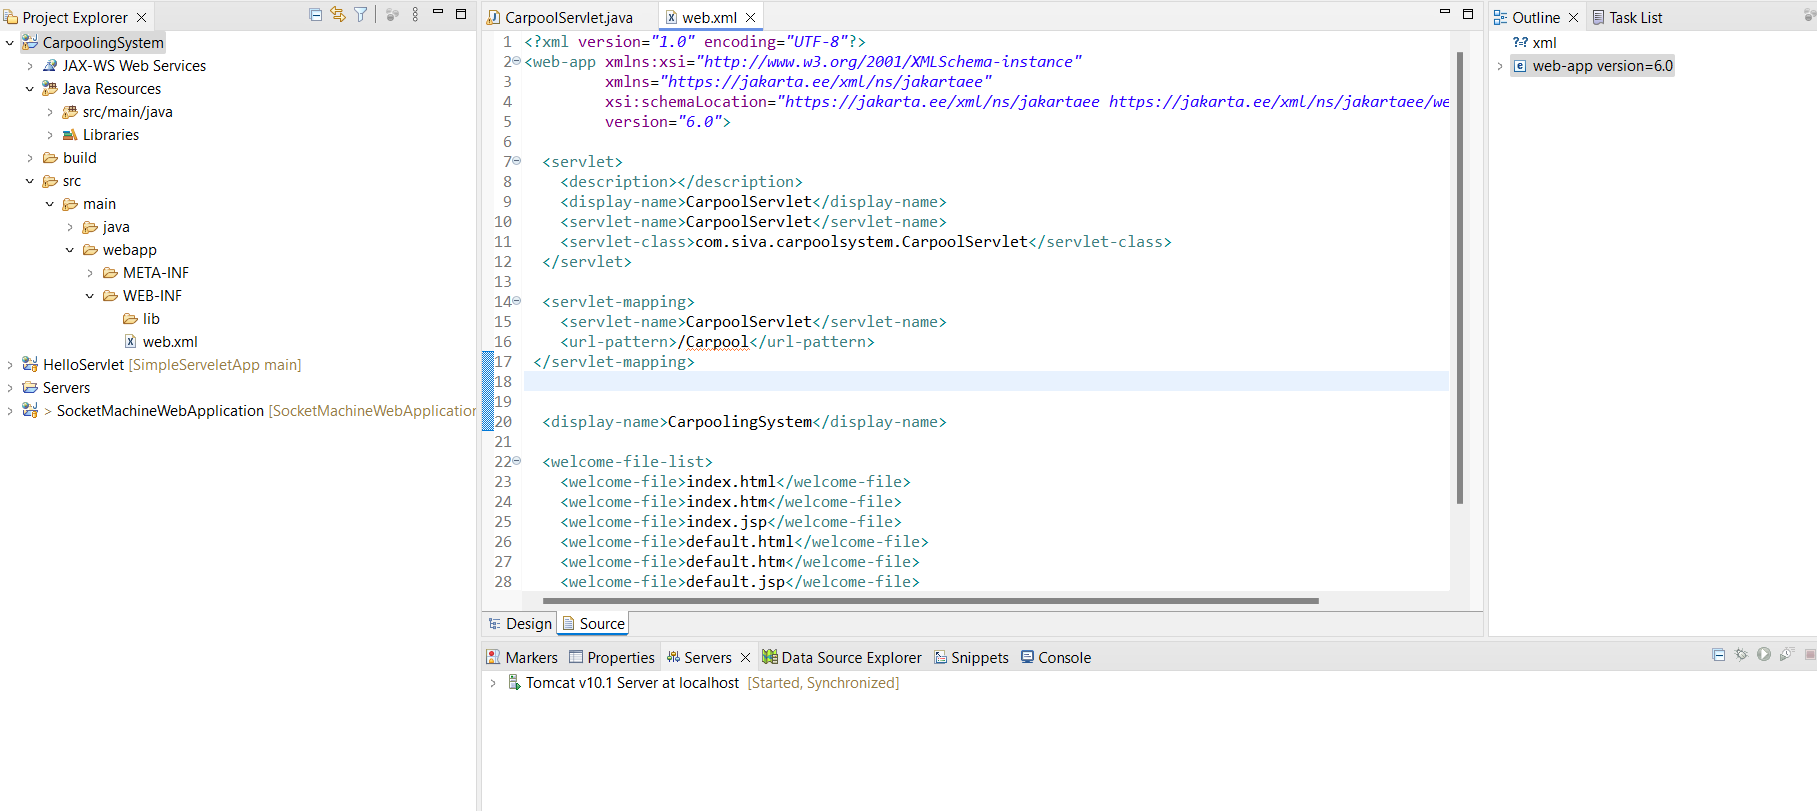 Project Explorer
CarpoolingSystem
JAX-WS Web Services
Java Resources
src/main/java
Libraries
build
src
main
java
webapp
META-INF
WEB-INF
lib
web.xml
HelloServlet [SimpleServeletApp main]
Servers
> SocketMachineWebApplication [SocketMachineWebApplication
CarpoolServlet.java
web.xml
1 <?xml version="1.0" encoding="UTF-8"?>
2 <web-app xmlns:xsi="http://www.w3.org/2001/XMLSchema-instance"
3 xmlns="https://jakarta.ee/xml/ns/jakartaee"
4 xsi:schemaLocation="https://jakarta.ee/xml/ns/jakartaee https://jakarta.ee/xml/ns/jakartaee/we
5 version="6.0">
6
7 <servlet>
8 <description></description>
9 <display-name>CarpoolServlet</display-name>
10 <servlet-name>CarpoolServlet</servlet-name>
11 <servlet-class>com.siva.carpoolsystem.CarpoolServlet</servlet-class>
12 </servlet>
13
14 <servlet-mapping>
15 <servlet-name>CarpoolServlet</servlet-name>
16 <url-pattern>/Carpool</url-pattern>
17 </servlet-mapping>
18
19
20 <display-name>CarpoolingSystem</display-name>
21
22 <welcome-file-list>
23 <welcome-file>index.html</welcome-file>
24 <welcome-file>index.htm</welcome-file>
25 <welcome-file>index.jsp</welcome-file>
26 <welcome-file>default.html</welcome-file>
27 <welcome-file>default.htm</welcome-file>
28 <welcome-file>default.jsp</welcome-file>
Design Source
Outline Task List
xml
web-app version=6.0
Markers Properties Servers Data Source Explorer Snippets Console
Tomcat v10.1 Server at localhost [Started, Synchronized]